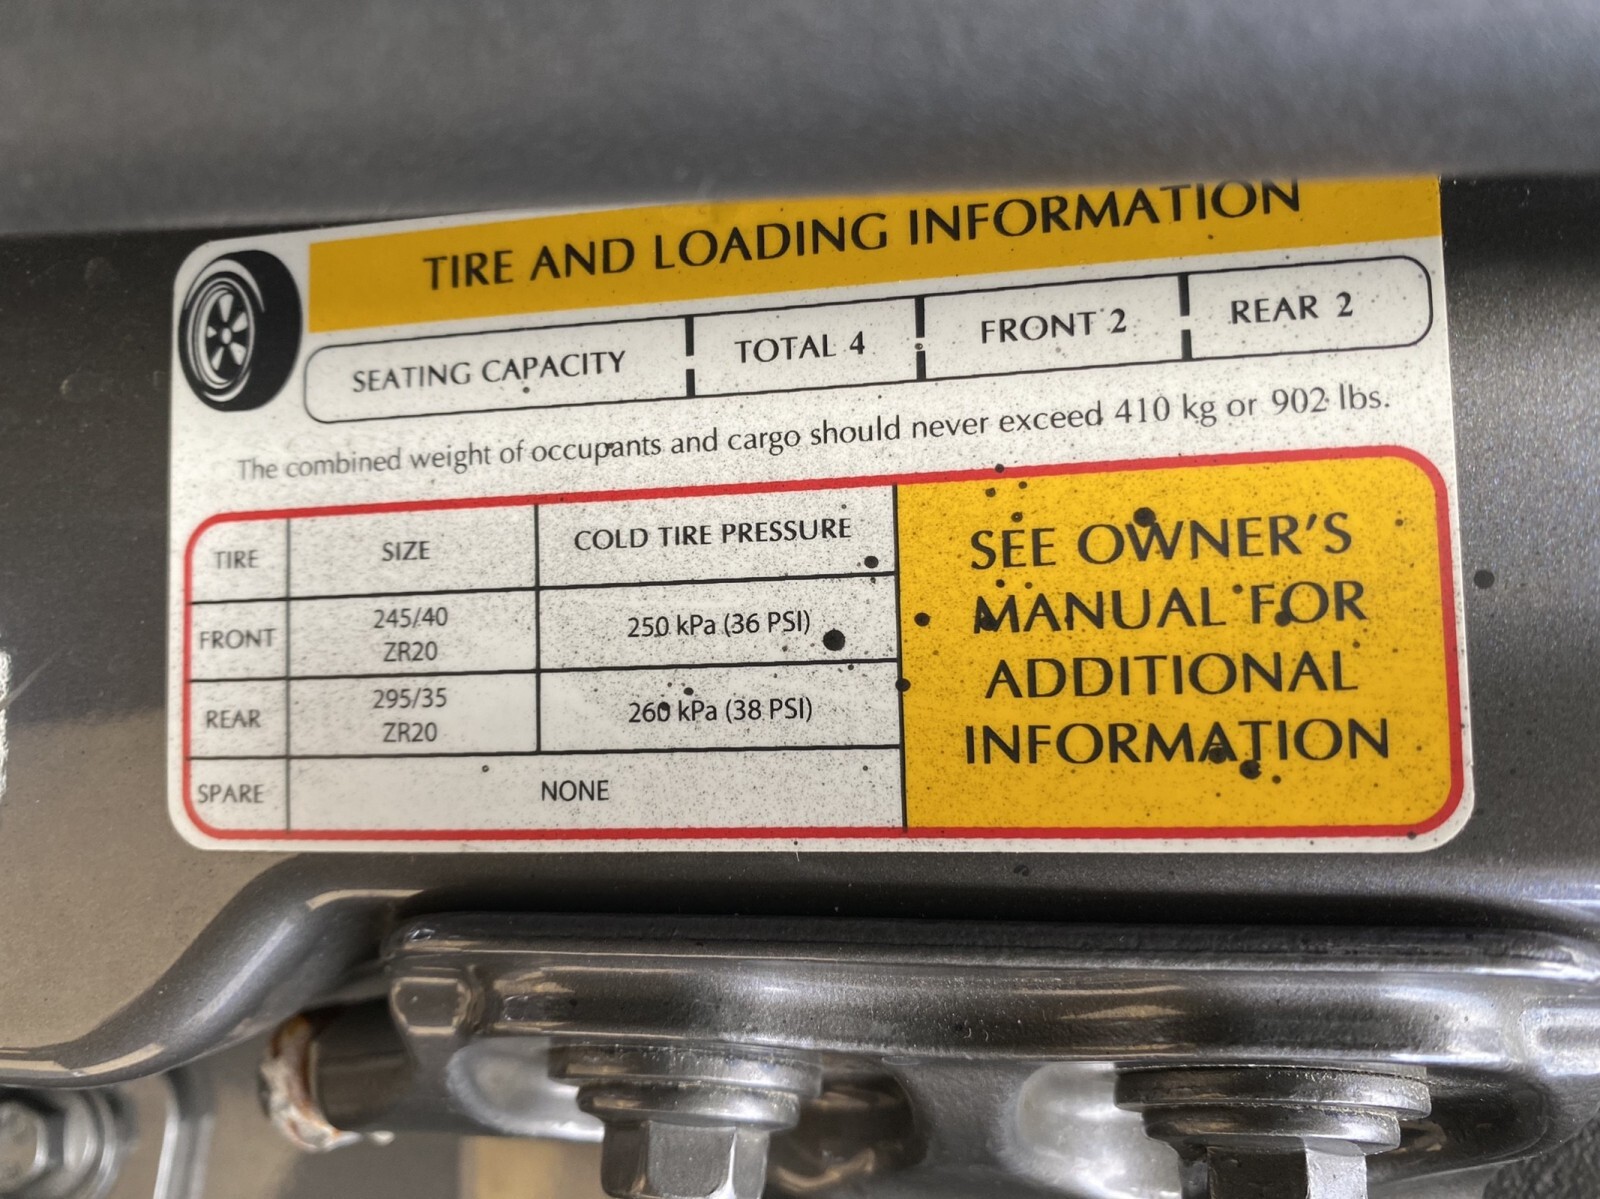 TIRE AND LOADING INFORMATION
SEATING CAPACITY TOTAL 4 FRONT 2 REAR 2
The combined weight of occupants and cargo should never exceed 410 kg or 902 lbs.
TIRE SIZE COLD TIRE PRESSURE
FRONT 245/40 ZR20 250 kPa (36 PSI)
REAR 295/35 ZR20 260 kPa (38 PSI)
SPARE NONE
SEE OWNER'S
MANUAL FOR
ADDITIONAL
INFORMATION